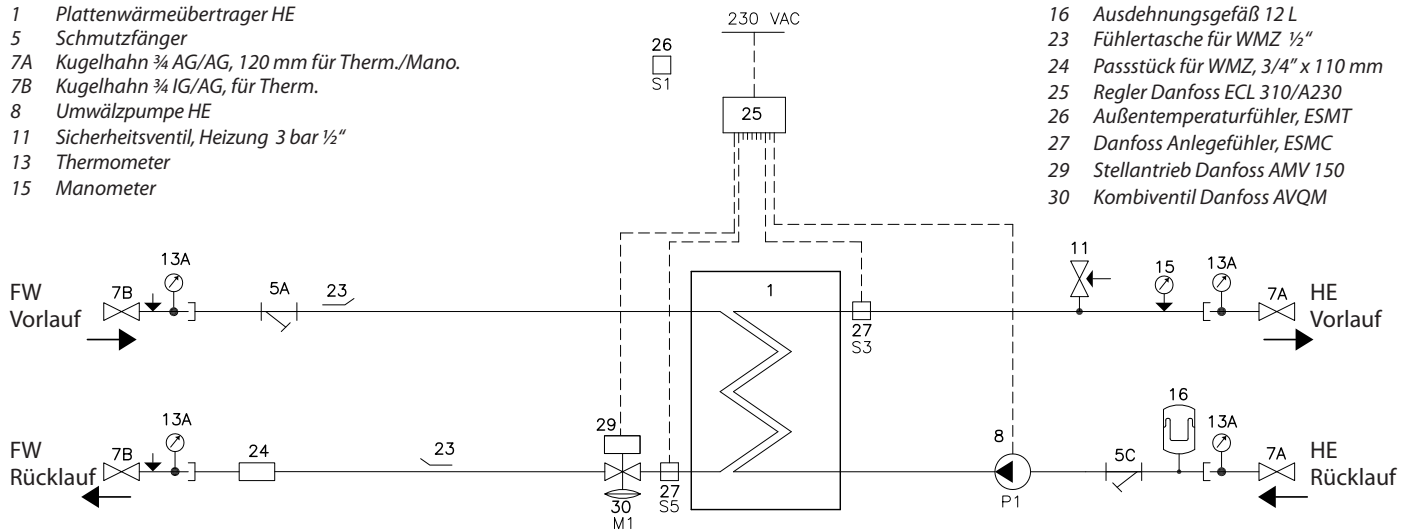 1 Plattenwärmeübertrager HE
5 Schmutzfänger
7A Kugelhahn ¾ AG/AG, 120 mm für Therm./Mano.
7B Kugelhahn ¾ IG/AG, für Therm.
8 Umwälzpumpe HE
11 Sicherheitsventil, Heizung 3 bar ½“
13 Thermometer
15 Manometer
16 Ausdehnungsgefäß 12 L
23 Fühlertasche für WMZ ½“
24 Passstück für WMZ, 3/4” x 110 mm
25 Regler Danfoss ECL 310/A230
26 Außentemperaturfühler, ESMT
27 Danfoss Anlegefühler, ESMC
29 Stellantrieb Danfoss AMV 150
30 Kombiventil Danfoss AVQM
230 VAC
26
S1
25
FW
Vorlauf
7B
13A
5A
23
1
27
S3
11
15
13A
7A
HE
Vorlauf
FW
Rücklauf
7B
13A
24
23
29
30
M1
27
S5
8
P1
5C
16
13A
7A
HE
Rücklauf